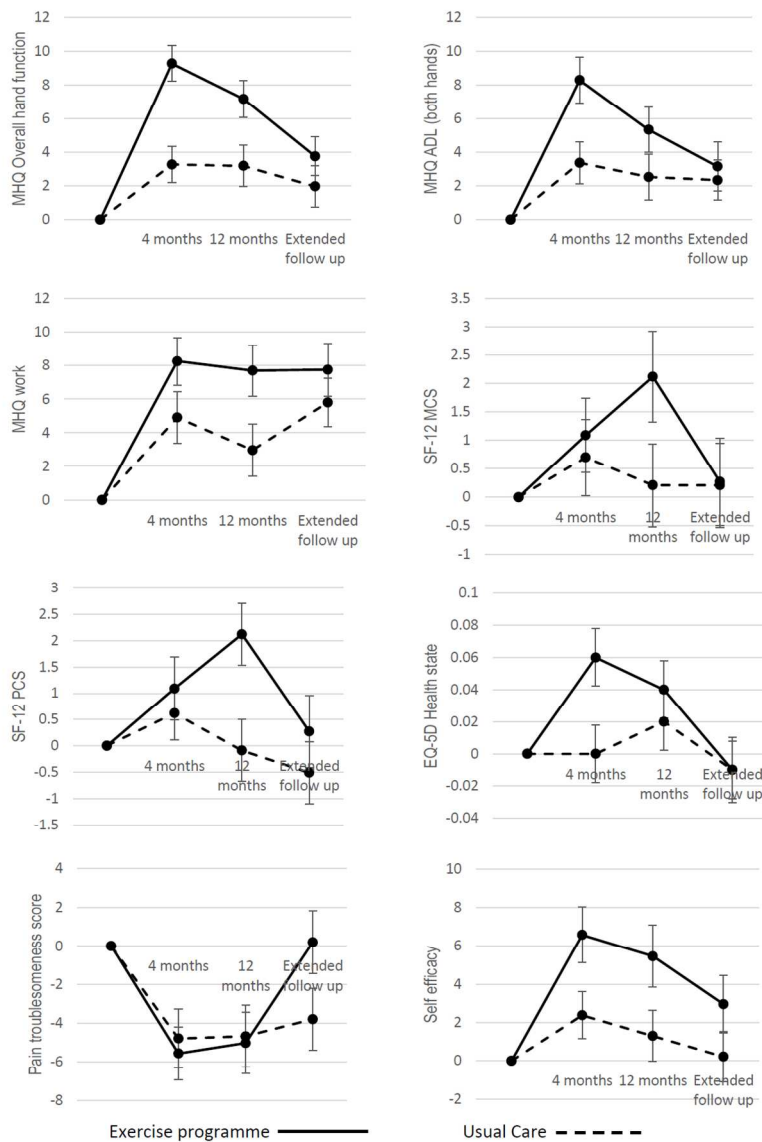 12
10
8
6
4
2
0
MHQ Overall hand function
4 months
12 months
Extended
follow up
12
10
8
6
4
2
0
MHQ ADL (both hands)
4 months
12 months
Extended
follow up
12
10
8
6
4
2
0
MHQ work
4 months
12 months
Extended
follow up
3.5
3
2.5
2
1.5
1
0.5
0
-0.5
-1
SF-12 MCS
4 months
12
months
Extended
follow up
3
2.5
2
1.5
1
0.5
0
-0.5
-1
-1.5
SF-12 PCS
4 months
12
months
Extended
follow up
0.1
0.08
0.06
0.04
0.02
0
-0.02
-0.04
EQ-5D Health state
4 months
12
months
Extended
follow up
4
2
0
-2
-4
-6
-8
Pain troublesomeness score
4 months
12
months
Extended
follow up
10
8
6
4
2
0
-2
Self efficacy
4 months
12 months
Extended
follow up
Exercise programme
Usual Care